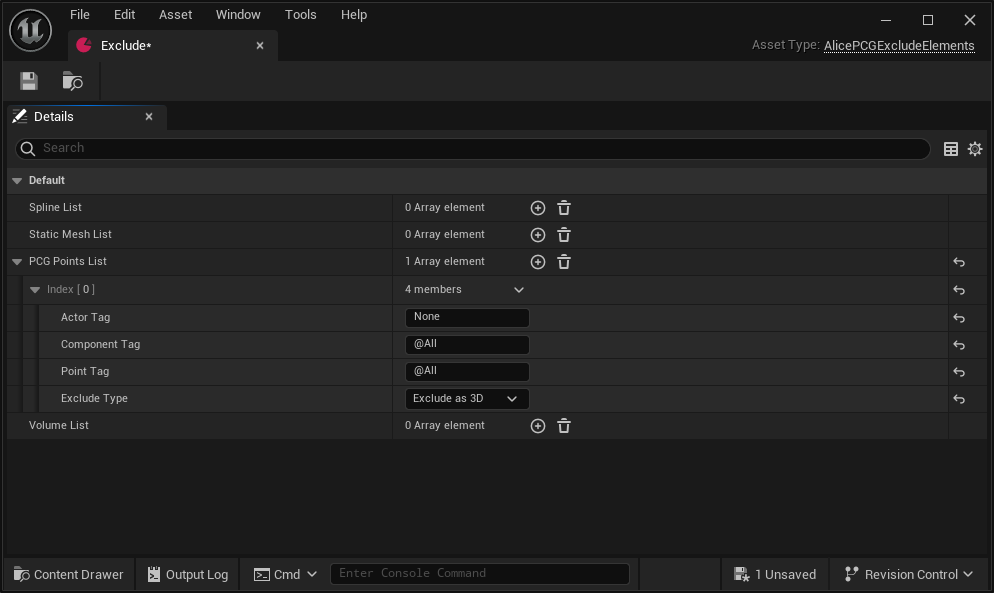 File Edit Asset Window Tools Help
Exclude*
Asset Type: AlicePCGExcludeElements
Details
Search
Default
Spline List 0 Array element
Static Mesh List 0 Array element
PCG Points List 1 Array element
Index [ 0 ] 4 members
Actor Tag None
Component Tag @All
Point Tag @All
Exclude Type Exclude as 3D
Volume List 0 Array element
Content Drawer Output Log Cmd Enter Console Command 1 Unsaved Revision Control